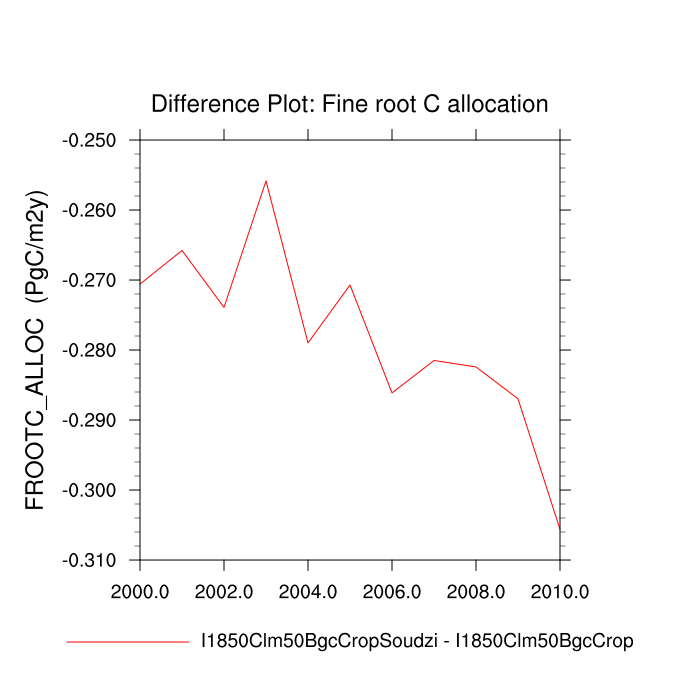 Difference Plot: Fine root C allocation
FROOTC_ALLOC (PgC/m2y)
-0.250
-0.260
-0.270
-0.280
-0.290
-0.300
-0.310
2000.0 2002.0 2004.0 2006.0 2008.0 2010.0
I1850Clm50BgcCropSoudzi - I1850Clm50BgcCrop